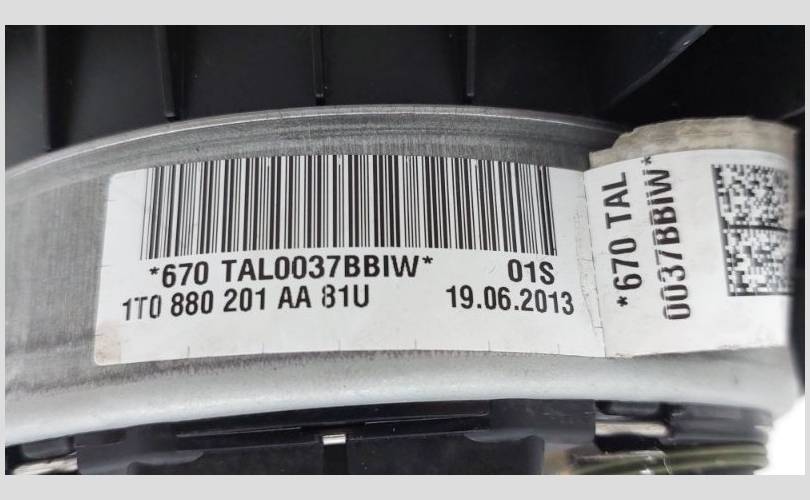 *670 TAL0037BBIW* 01S
1T0 880 201 AA 81U 19.06.2013
*670 TAL
0037BBIW*